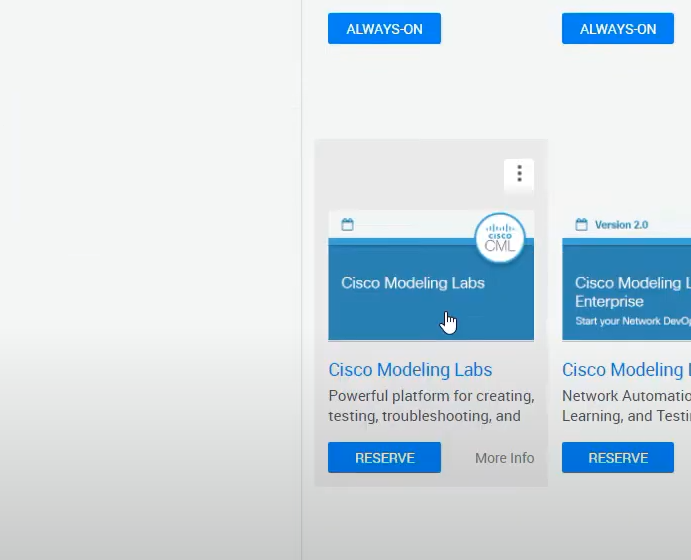 ALWAYS-ON
ALWAYS-ON
CISCO
CML
Cisco Modeling Labs
Cisco Modeling Labs
Powerful platform for creating,
testing, troubleshooting, and
RESERVE
More Info
Version 2.0
Cisco Modeling L
Enterprise
Start your Network DevOp
Cisco Modeling
Network Automatio
Learning, and Testi
RESERVE